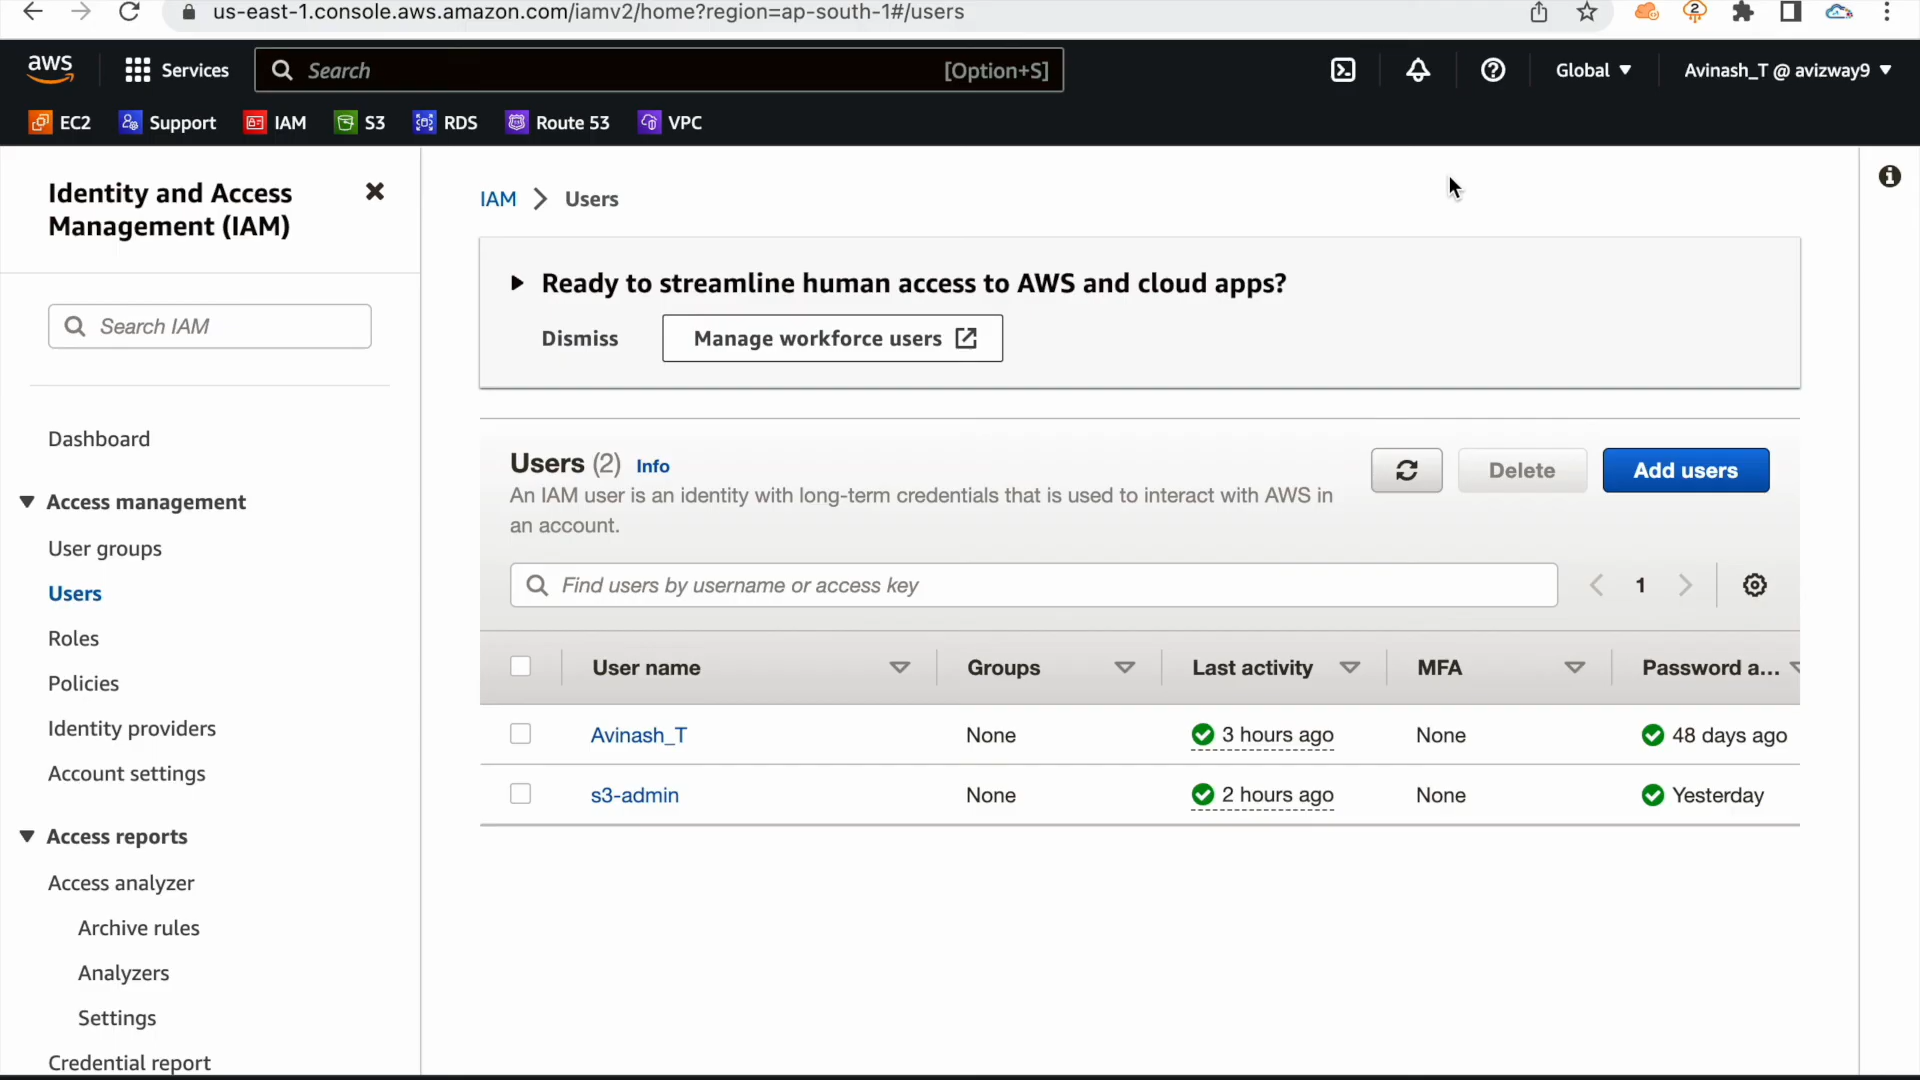 us-east-1.console.aws.amazon.com/iamv2/home?region=ap-south-1#/users
2
aws
Services
Search
[Option+S]
Global
Avinash_T @ avizway9
EC2
Support
IAM
S3
RDS
Route 53
VPC
Identity and Access
Management (IAM)
Search IAM
Dashboard
Access management
User groups
Users
Roles
Policies
Identity providers
Account settings
Access reports
Access analyzer
Archive rules
Analyzers
Settings
Credential report
IAM > Users
Ready to streamline human access to AWS and cloud apps?
Dismiss
Manage workforce users
Users (2) Info
An IAM user is an identity with long-term credentials that is used to interact with AWS in
an account.
Delete
Add users
Find users by username or access key
1
User name Groups Last activity MFA Password a...
Avinash_T None 3 hours ago None 48 days ago
s3-admin None 2 hours ago None Yesterday